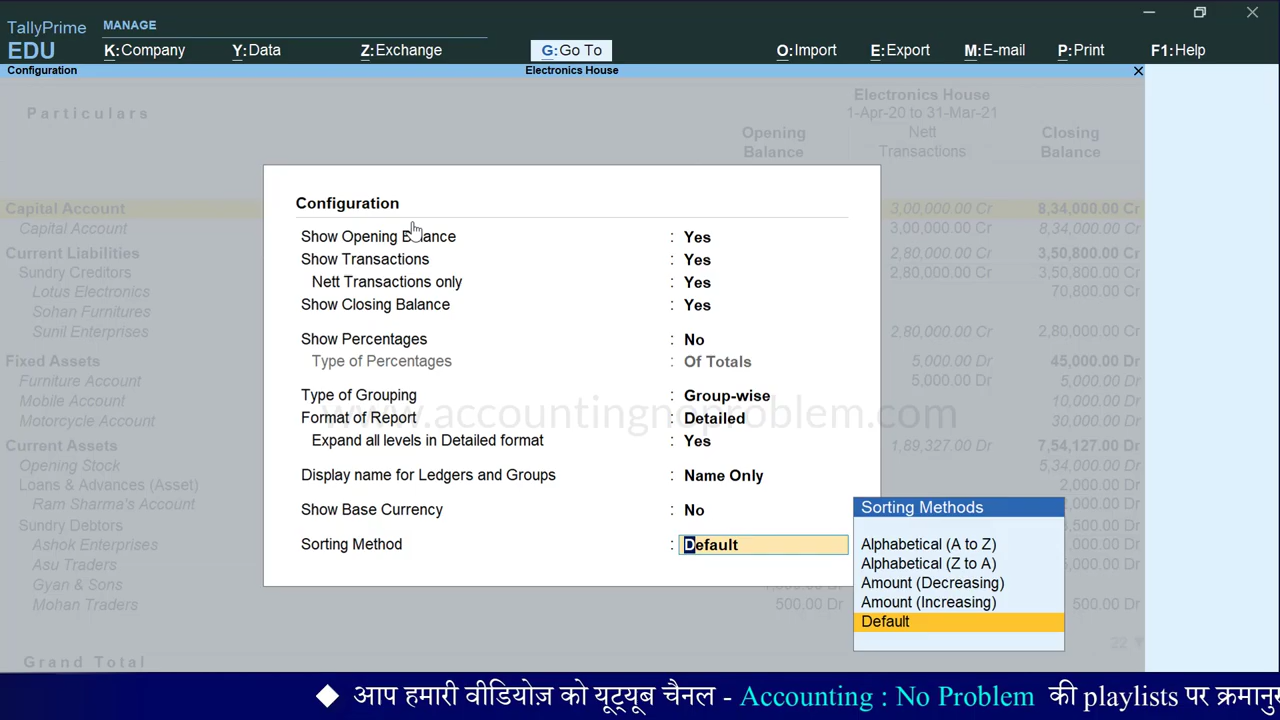 TallyPrime MANAGE
EDU K:Company Y:Data Z:Exchange G:Go To O:Import E:Export M:E-mail P:Print F1:Help
Configuration Electronics House
Particulars Electronics House
1-Apr-20 to 31-Mar-21
Opening Nett Closing
Balance Transactions Balance
Configuration
Capital Account 3,00,000.00 Cr 8,34,000.00 Cr
Capital Account 3,00,000.00 Cr 8,34,000.00 Cr
Show Opening Balance : Yes
Current Liabilities 2,80,000.00 Cr 3,50,800.00 Cr
Show Transactions : Yes
Sundry Creditors 2,80,000.00 Cr 3,50,800.00 Cr
Nett Transactions only : Yes
Lotus Electronics 70,800.00 Cr
Show Closing Balance : Yes
Sohan Furnitures
Sunil Enterprises 2,80,000.00 Cr 2,80,000.00 Cr
Show Percentages : No
Fixed Assets 5,000.00 Dr 45,000.00 Dr
Type of Percentages : Of Totals
Furniture Account 5,000.00 Dr 5,000.00 Dr
Type of Grouping : Group-wise
Mobile Account 10,000.00 Dr
Format of Report : Detailed
www.accountingnoproblem.com
Motorcycle Account 30,000.00 Dr
Expand all levels in Detailed format : Yes
Current Assets 1,89,327.00 Dr 7,54,127.00 Dr
Opening Stock 5,34,000.00 Dr
Display name for Ledgers and Groups : Name Only
Loans & Advances (Asset) 2,000.00 Dr
Ram Sharma's Account
Show Base Currency : No
Sorting Methods
Sundry Debtors
Sorting Method : Default
Alphabetical (A to Z)
Ashok Enterprises
Alphabetical (Z to A)
Asu Traders
Amount (Decreasing)
Gyan & Sons
Amount (Increasing)
Mohan Traders 500.00 Dr 500.00 Dr
Default
22
Grand Total
◆ आप हमारी वीडियोज़ को यूट्यूब चैनल - Accounting : No Problem की playlists पर क्रमानु